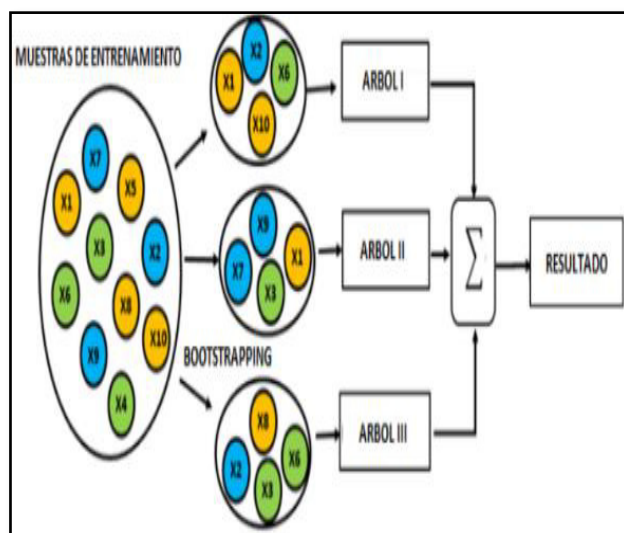 MUESTRAS DE ENTRENAMIENTO
X7
X5
X1
X3
X2
X6
X8
X10
X9
X4
BOOTSTRAPPING
X2
X1
X6
X10
ARBOL I
X9
X7
X1
X3
ARBOL II
X8
X2
X6
X3
ARBOL III
Σ
RESULTADO